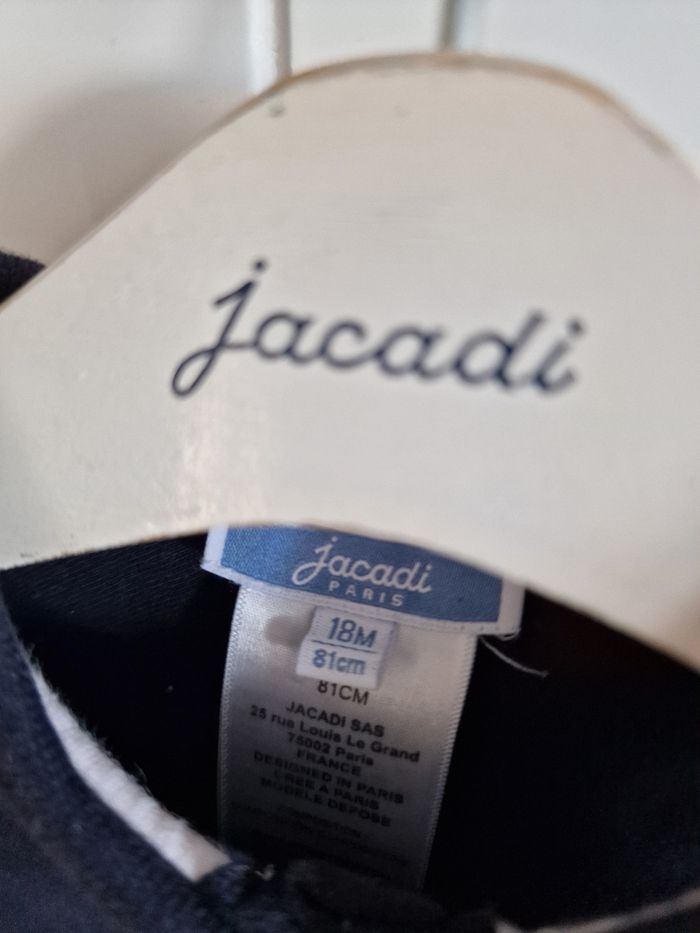 jacadi
jacadi
PARIS
18M
81cm
81CM
JACADI SAS
25 rue Louis Le Grand
75002 Paris
FRANCE
DESIGNED IN PARIS
CREE A PARIS
MODELE DEPOSE